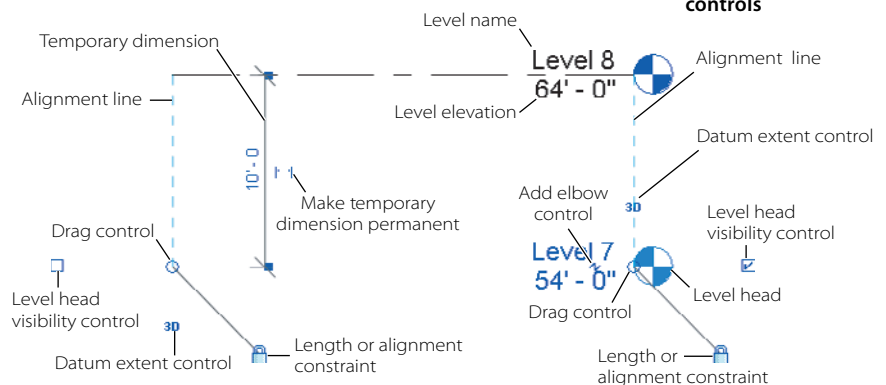 controls
Level name
Temporary dimension
Level 8
64' - 0"
Alignment line
Alignment line
Level elevation
Datum extent control
10' - 0
Make temporary
dimension permanent
Add elbow
control
3D
Level head
visibility control
Drag control
Level 7
54' - 0"
Level head
Drag control
Level head
visibility control
3D
Datum extent control
Length or alignment
constraint
Length or
alignment constraint